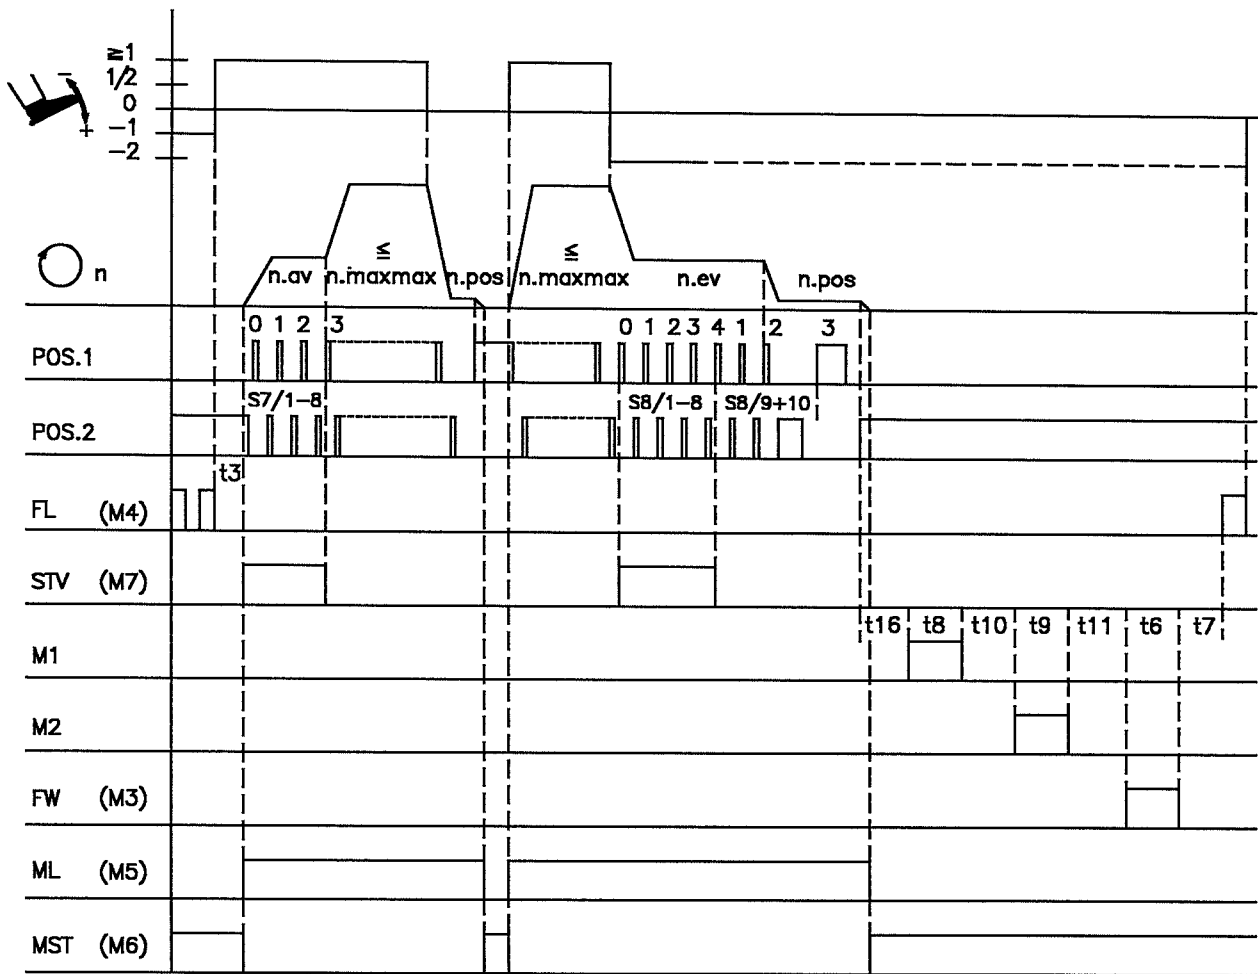 ≥1
1/2
0
−1
−2
−
+
n
n.av
≤
n.maxmax
n.pos
≤
n.maxmax
n.ev
n.pos
POS.1
0 1 2 3
0 1 2 3 4 1 2 3
POS.2
S7/1−8
S8/1−8
S8/9+10
t3
FL (M4)
STV (M7)
t16 t8 t10 t9 t11 t6 t7
M1
M2
FW (M3)
ML (M5)
MST (M6)